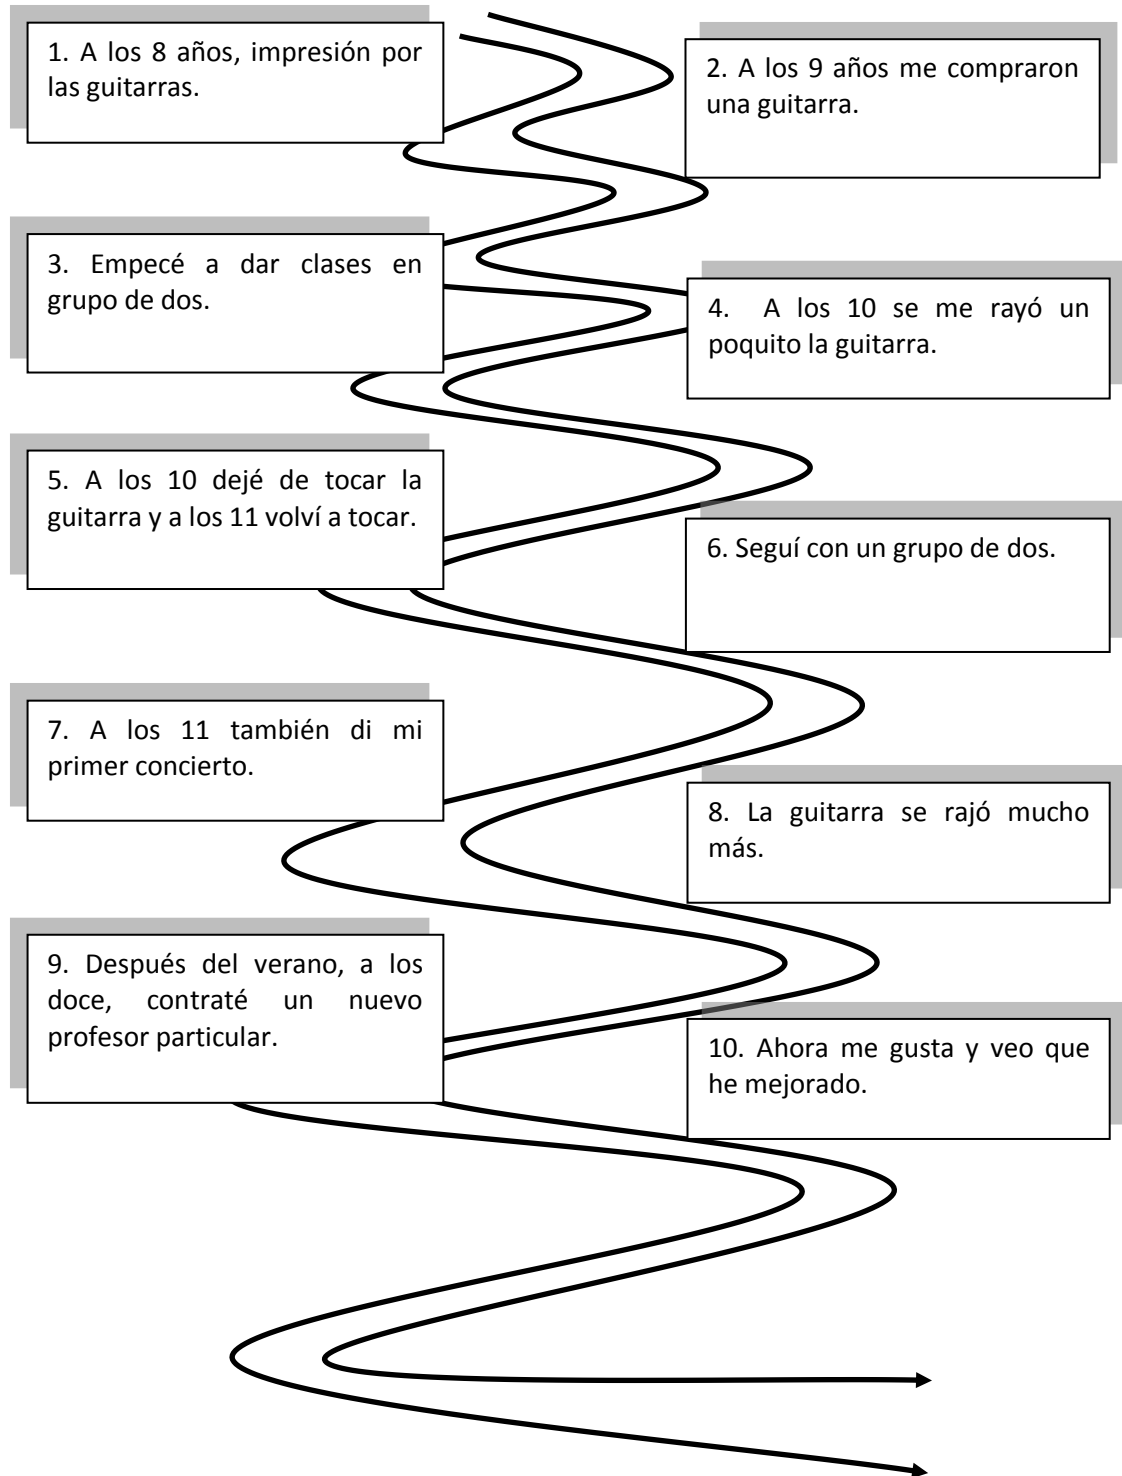 1. A los 8 años, impresión por
las guitarras.
2. A los 9 años me compraron
una guitarra.
3. Empecé a dar clases en
grupo de dos.
4. A los 10 se me rayó un
poquito la guitarra.
5. A los 10 dejé de tocar la
guitarra y a los 11 volví a tocar.
6. Seguí con un grupo de dos.
7. A los 11 también di mi
primer concierto.
8. La guitarra se rajó mucho
más.
9. Después del verano, a los
doce, contraté un nuevo
profesor particular.
10. Ahora me gusta y veo que
he mejorado.